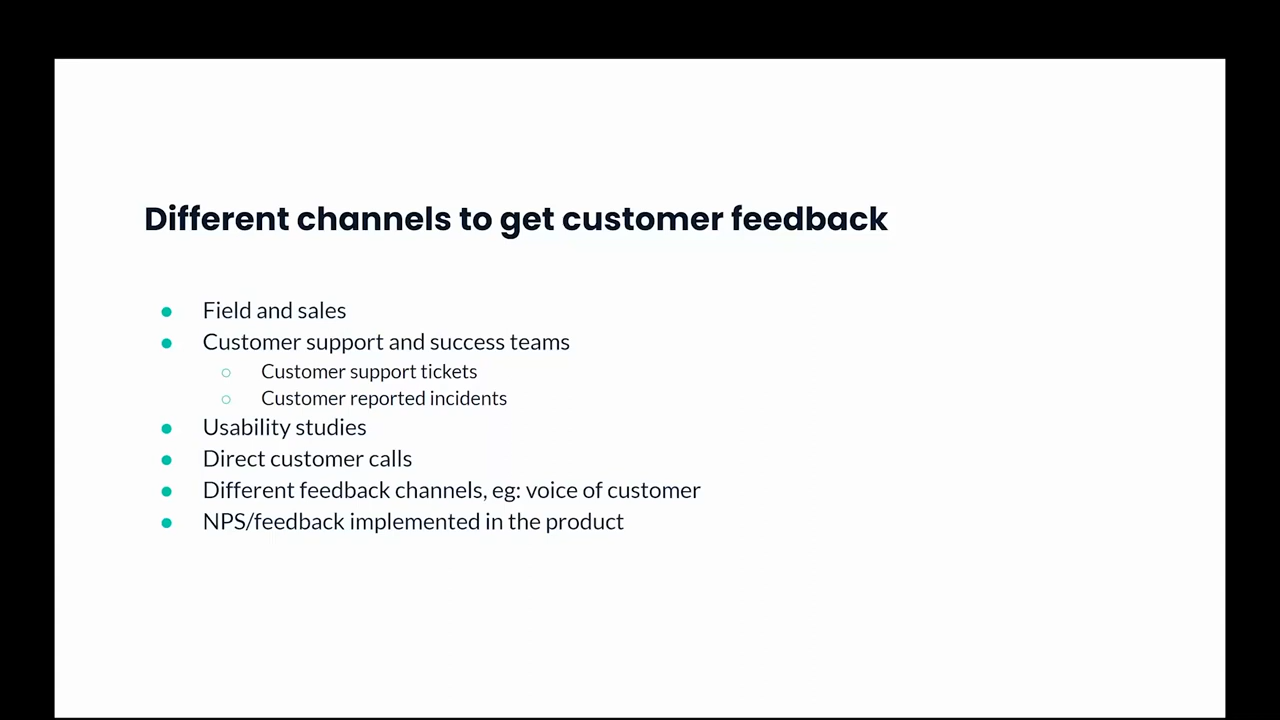 Different channels to get customer feedback
● Field and sales
● Customer support and success teams
○ Customer support tickets
○ Customer reported incidents
● Usability studies
● Direct customer calls
● Different feedback channels, eg: voice of customer
● NPS/feedback implemented in the product